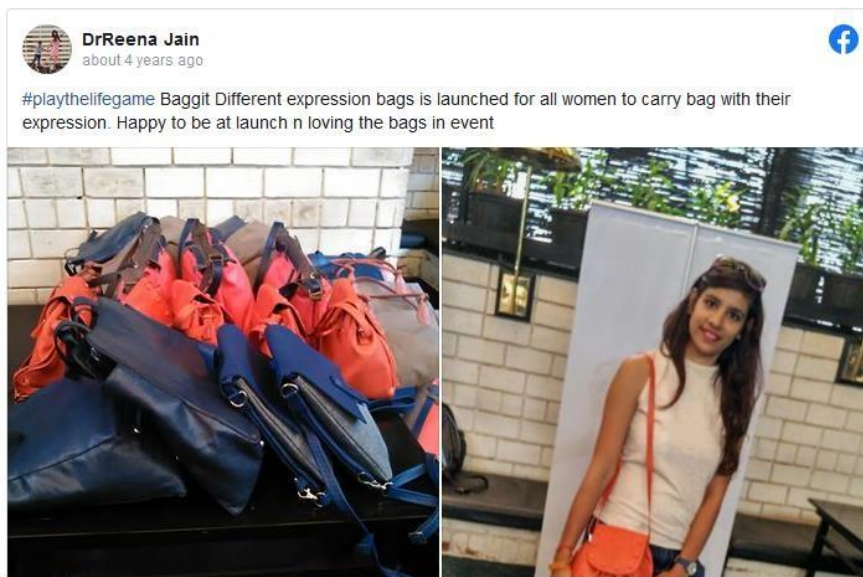 DrReena Jain
about 4 years ago
#playthelifegame Baggit Different expression bags is launched for all women to carry bag with their
expression. Happy to be at launch n loving the bags in event